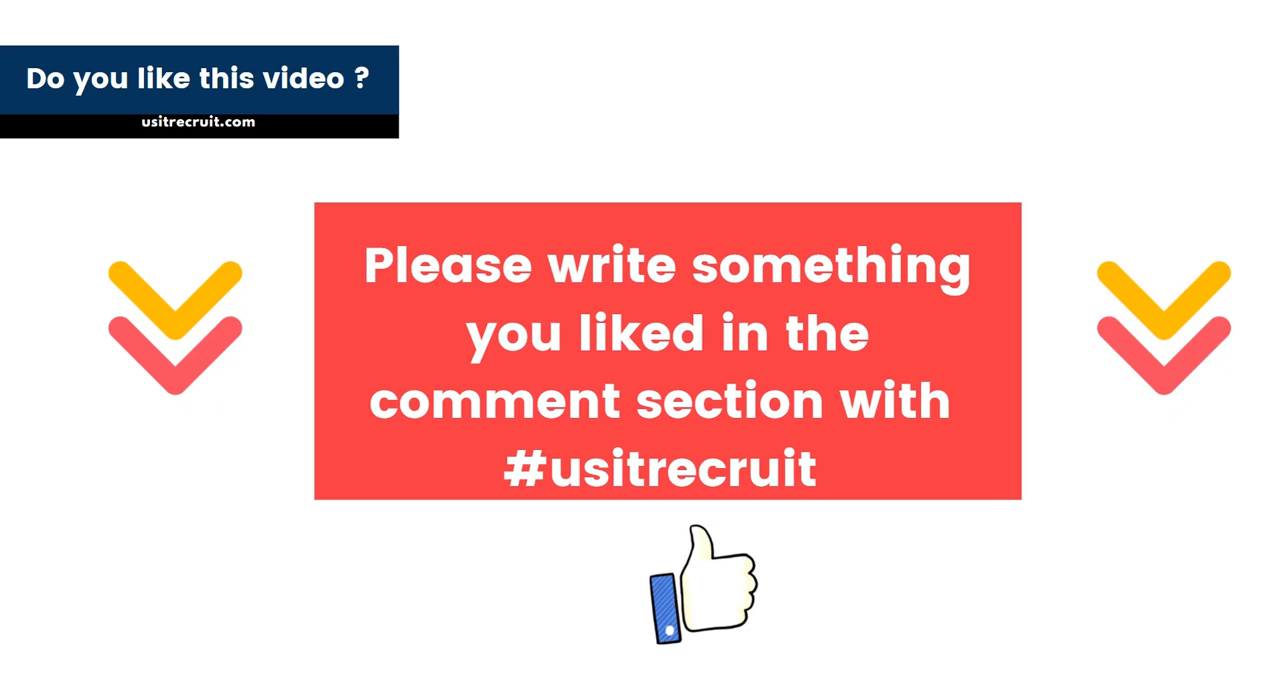 Do you like this video ?
usitrecruit.com
Please write something
you liked in the
comment section with
#usitrecruit